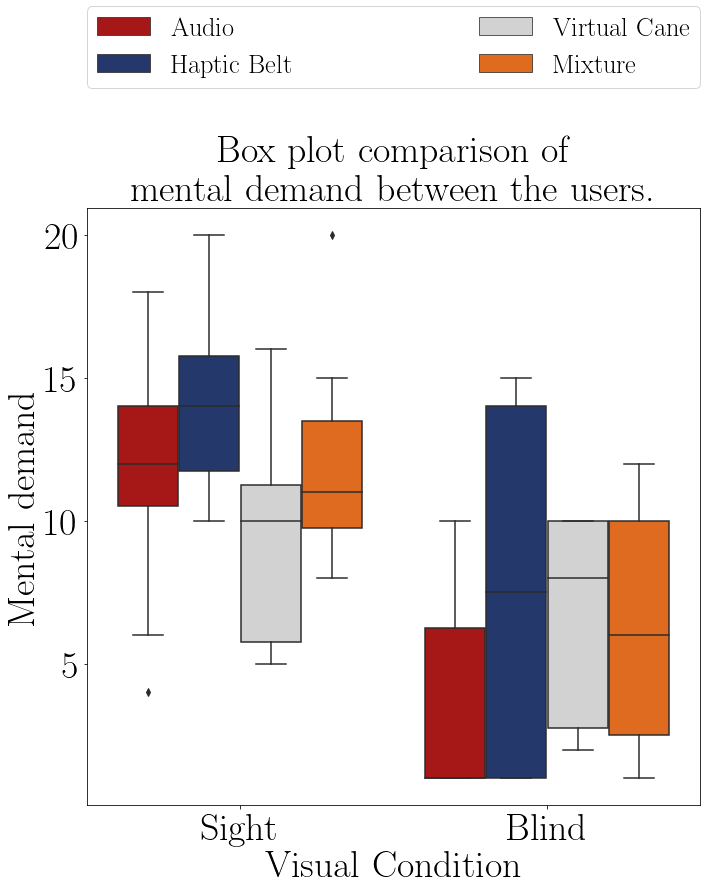 Audio
Haptic Belt
Virtual Cane
Mixture
Box plot comparison of
mental demand between the users.
Mental demand
20
15
10
5
Sight
Blind
Visual Condition